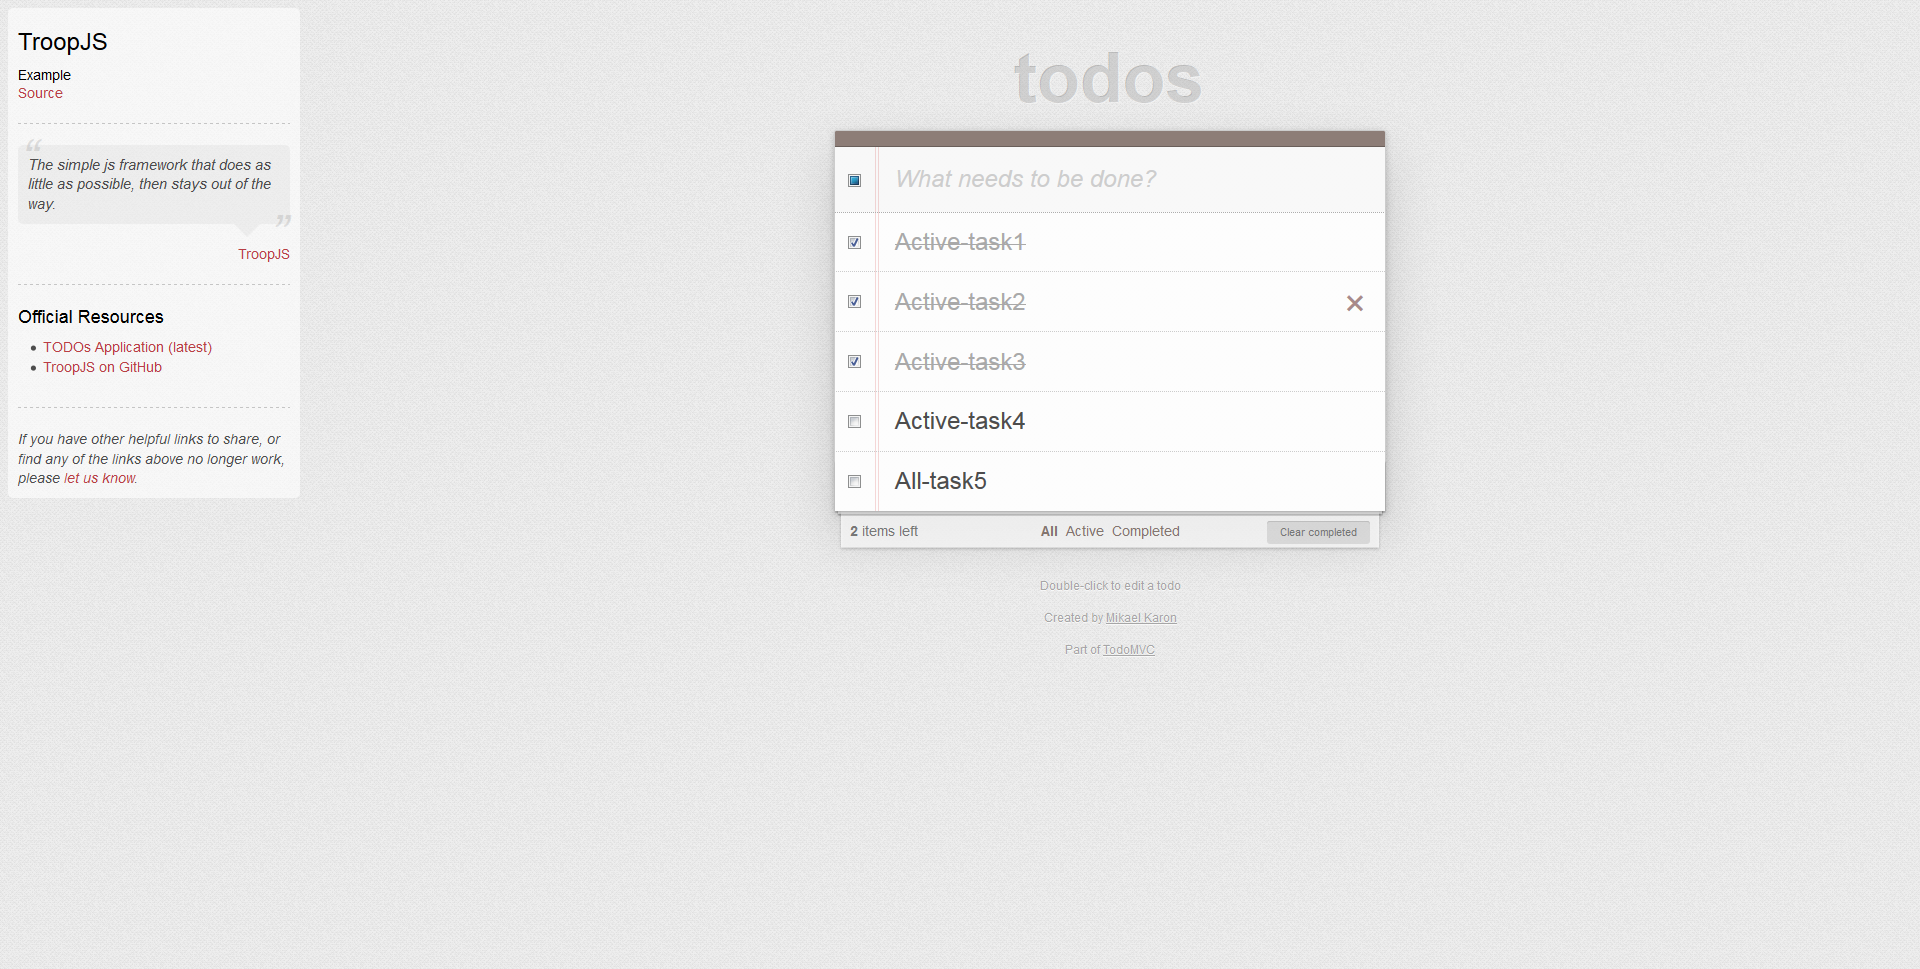 TroopJS
Example
Source
“
The simple js framework that does as
little as possible, then stays out of the
way.
”
TroopJS
Official Resources
• TODOs Application (latest)
• TroopJS on GitHub
If you have other helpful links to share, or
find any of the links above no longer work,
please let us know.
todos
What needs to be done?
Active-task1
Active-task2
Active-task3
Active-task4
All-task5
2 items left All Active Completed Clear completed
Double-click to edit a todo
Created by Mikael Karon
Part of TodoMVC